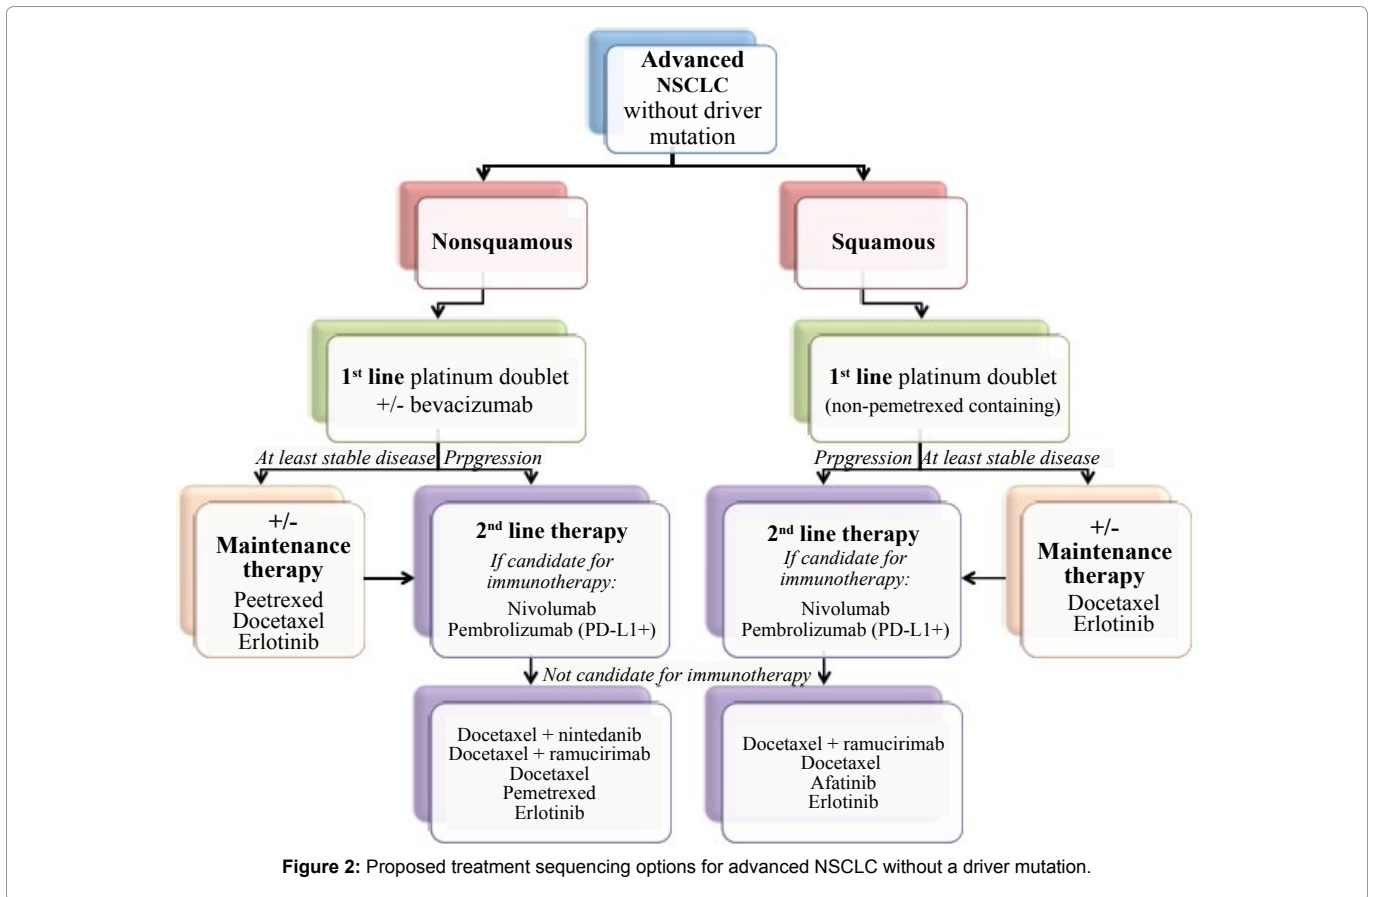 Advanced
NSCLC
without driver
mutation
Nonsquamous
Squamous
1st line platinum doublet
+/- bevacizumab
1st line platinum doublet
(non-pemetrexed containing)
At least stable disease
Prpgression
Prpgression
At least stable disease
+/-
Maintenance
therapy
Peetrexed
Docetaxel
Erlotinib
2nd line therapy
If candidate for
immunotherapy:
Nivolumab
Pembrolizumab (PD-L1+)
2nd line therapy
If candidate for
immunotherapy:
Nivolumab
Pembrolizumab (PD-L1+)
+/-
Maintenance
therapy
Docetaxel
Erlotinib
Not candidate for immunotherapy
Docetaxel + nintedanib
Docetaxel + ramucirimab
Docetaxel
Pemetrexed
Erlotinib
Docetaxel + ramucirimab
Docetaxel
Afatinib
Erlotinib
Figure 2: Proposed treatment sequencing options for advanced NSCLC without a driver mutation.